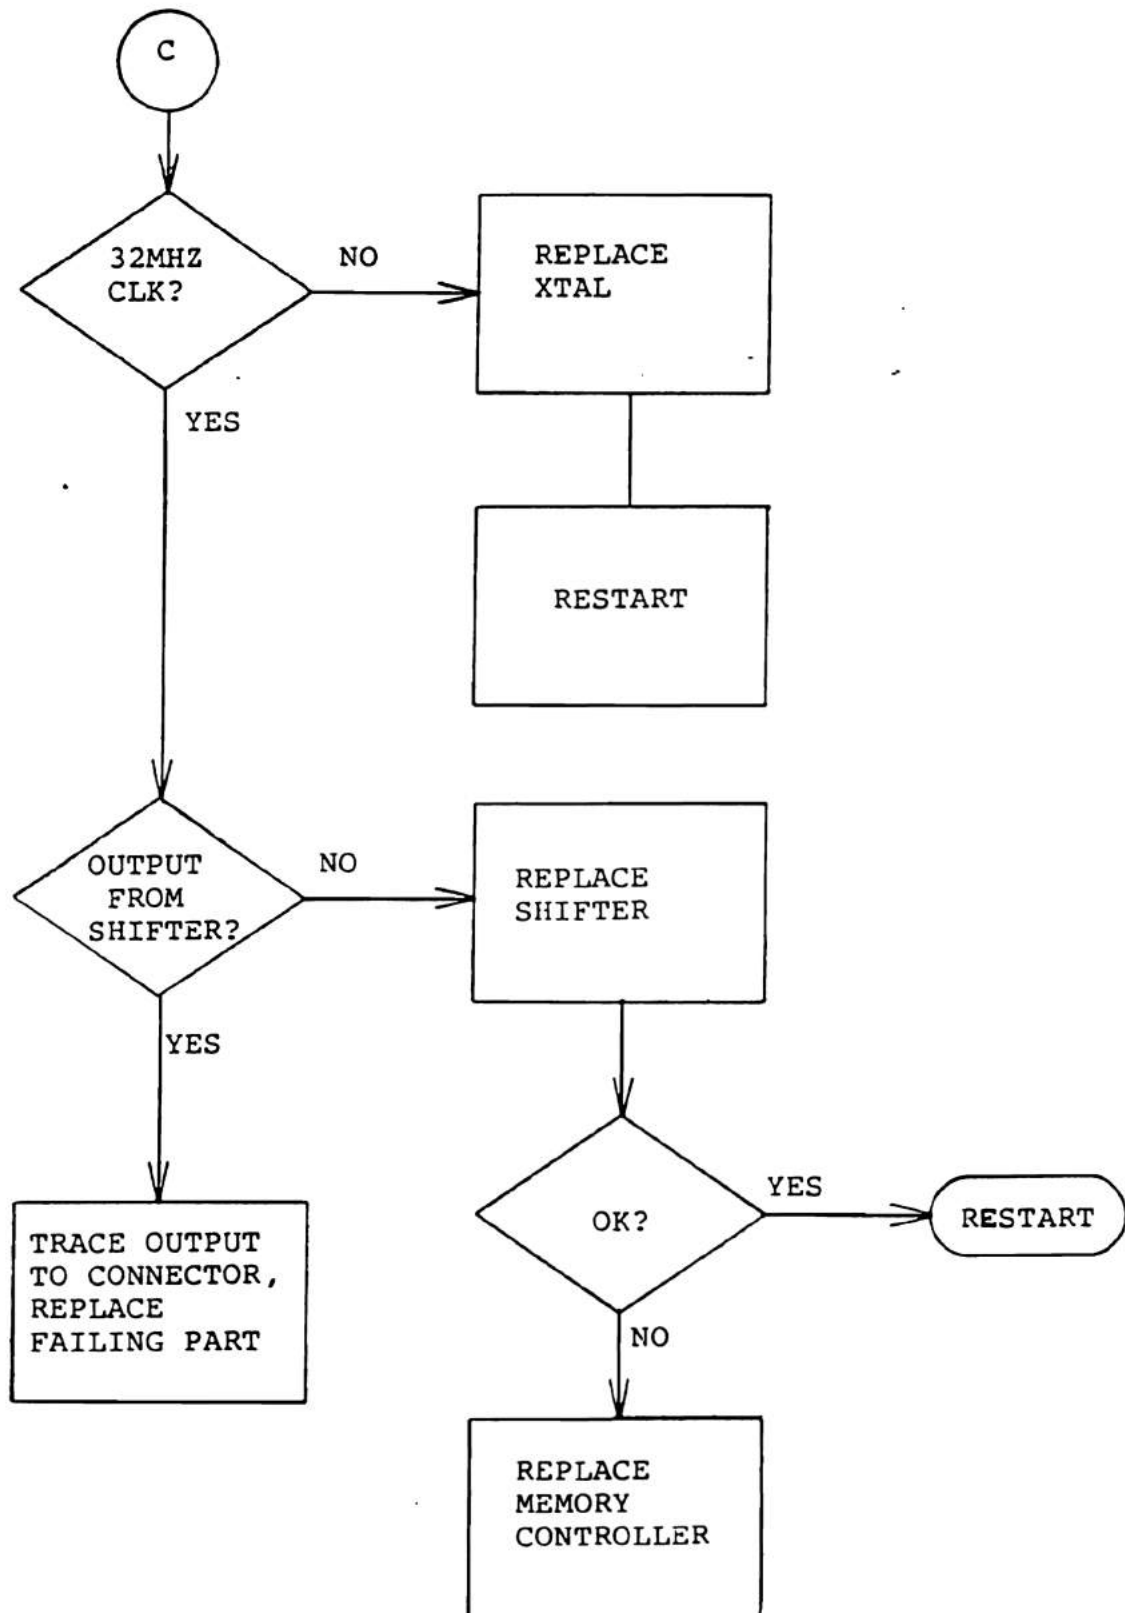 C
32MHZ
CLK?
NO
REPLACE
XTAL
YES
RESTART
OUTPUT
FROM
SHIFTER?
NO
REPLACE
SHIFTER
YES
TRACE OUTPUT
TO CONNECTOR,
REPLACE
FAILING PART
OK?
YES
RESTART
NO
REPLACE
MEMORY
CONTROLLER